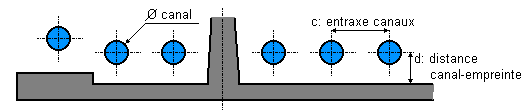 Ø canal
c: entraxe canaux
d: distance
canal-empreinte